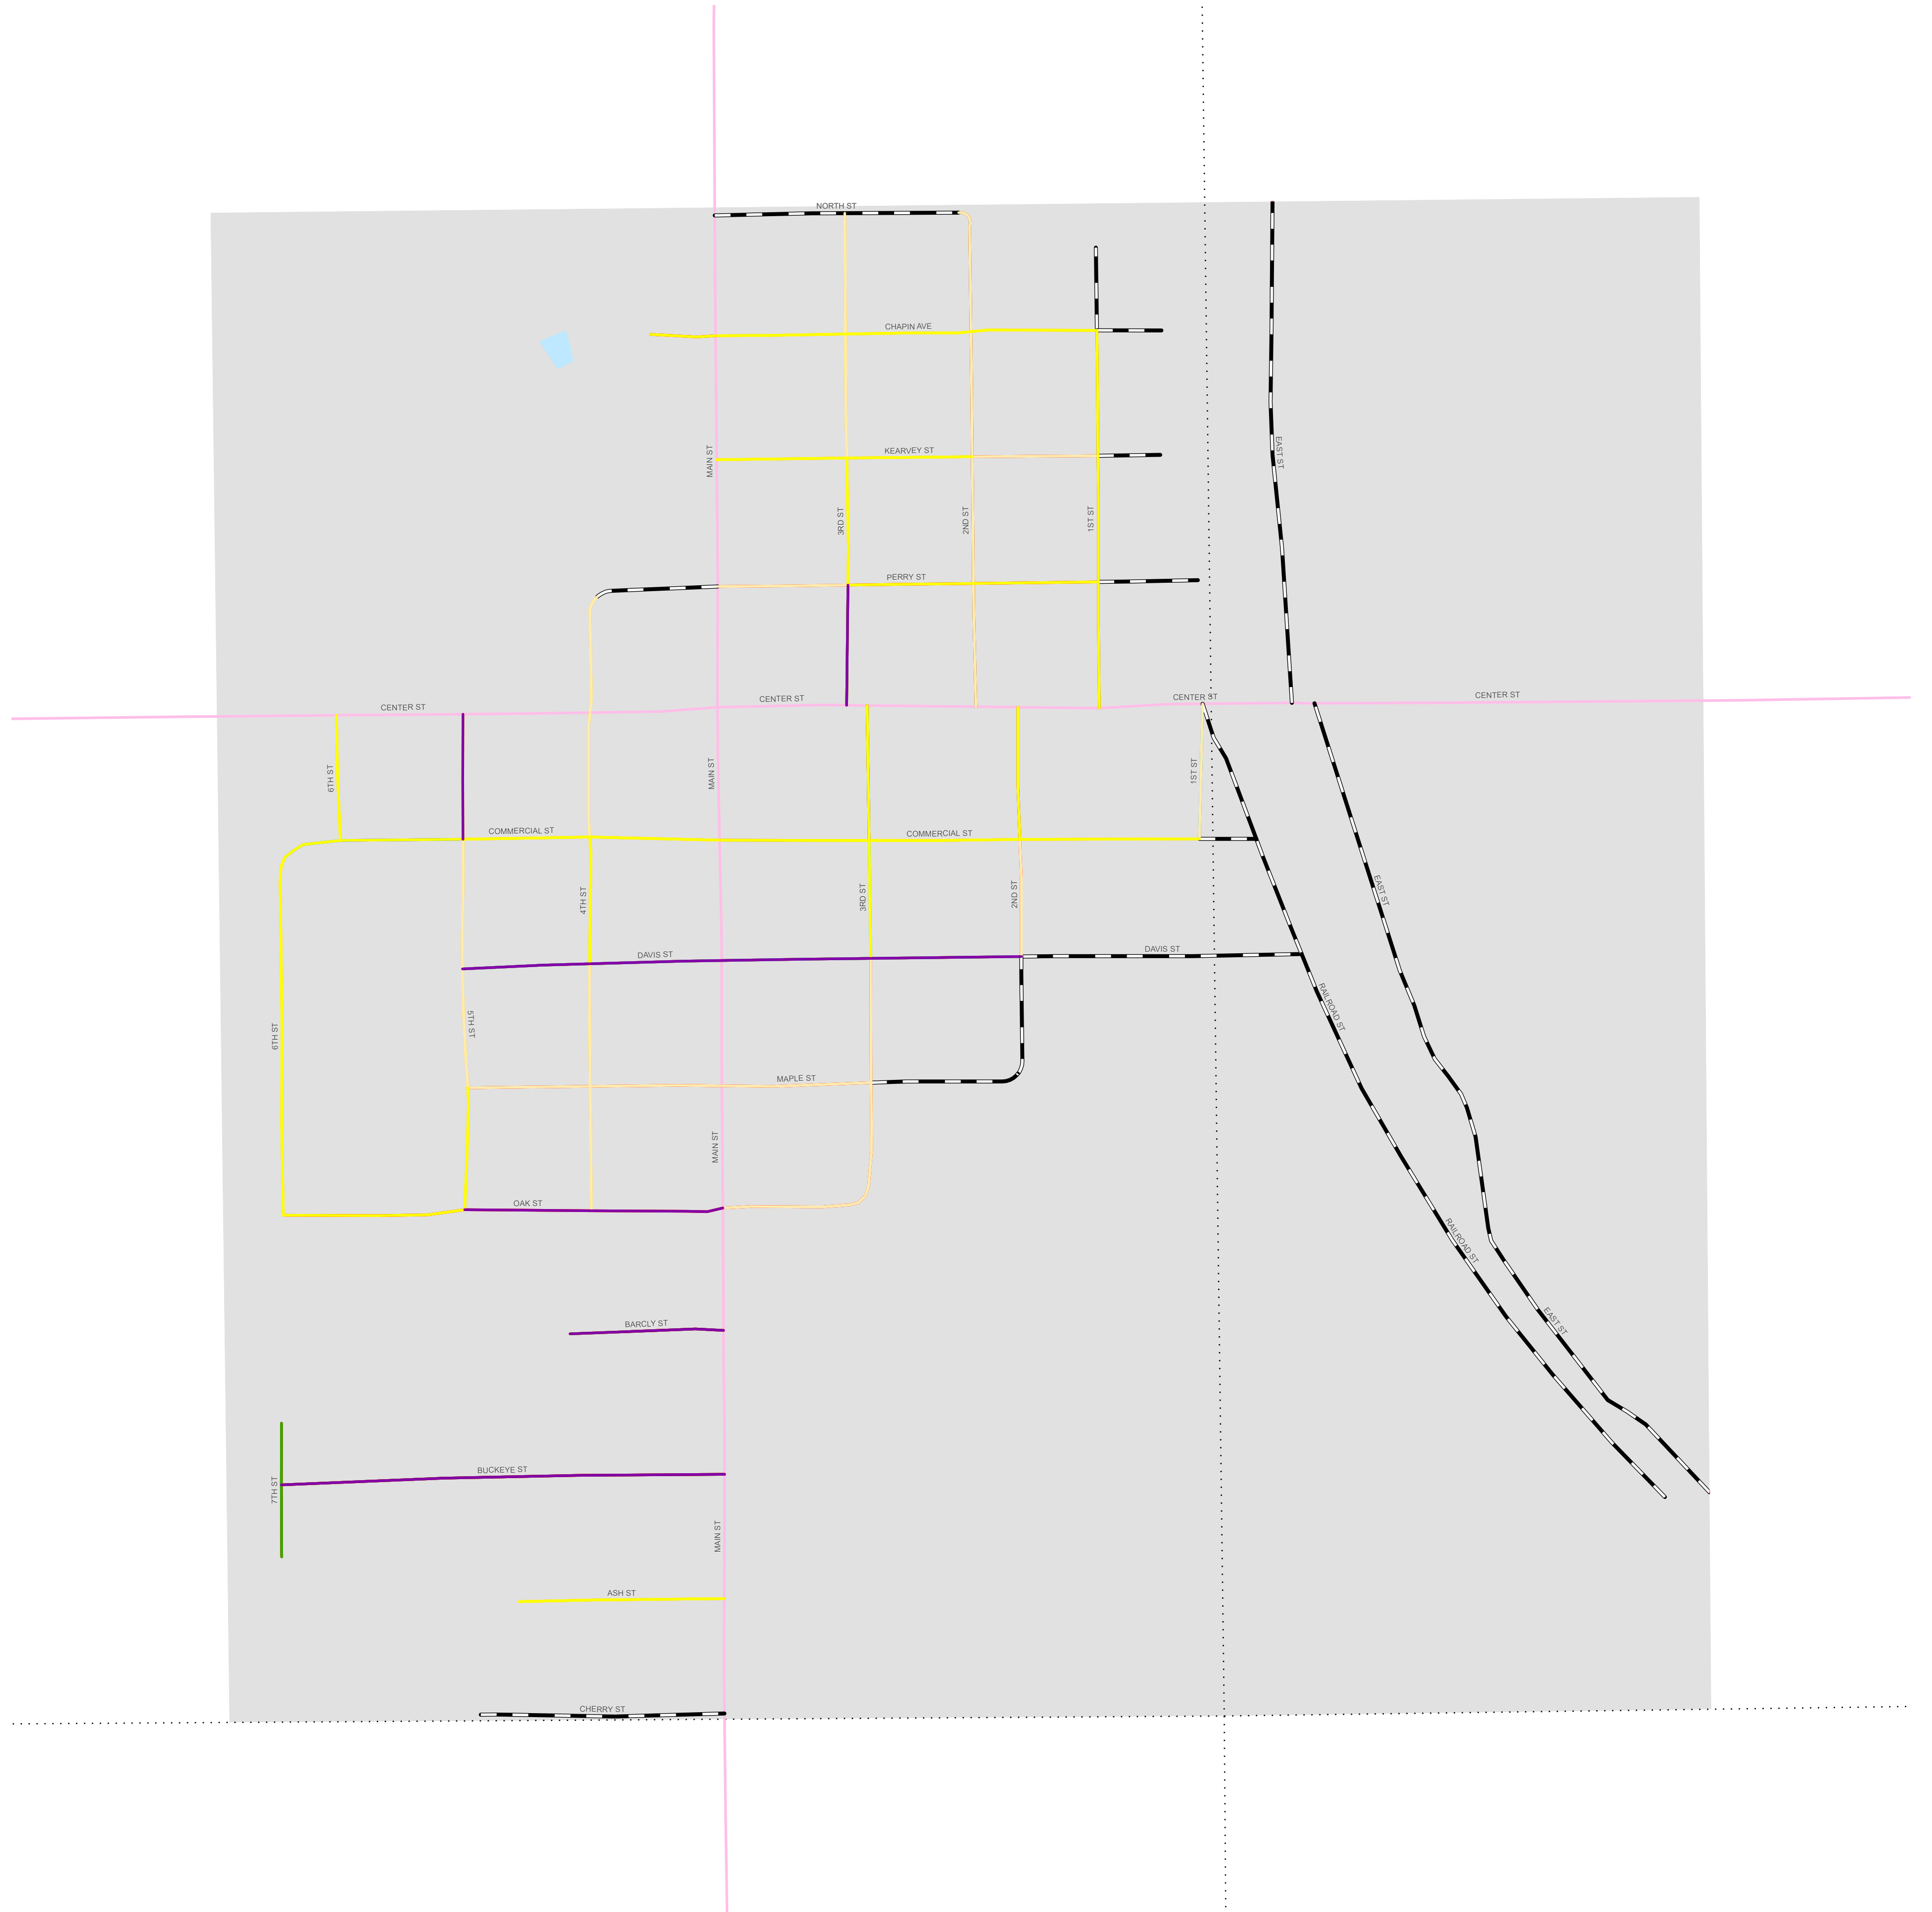 NORTH ST
CHAPIN AVE
KEARVEY ST
MAIN ST
EAST ST
3RD ST
2ND ST
1ST ST
PERRY ST
CENTER ST
CENTER ST
CENTER ST
CENTER ST
6TH ST
MAIN ST
1ST ST
COMMERCIAL ST
COMMERCIAL ST
4TH ST
3RD ST
2ND ST
EAST ST
DAVIS ST
DAVIS ST
RAILROAD ST
6TH ST
5TH ST
MAPLE ST
MAIN ST
OAK ST
RAILROAD ST
BARCLY ST
EAST ST
BUCKEYE ST
7TH ST
MAIN ST
ASH ST
CHERRY ST